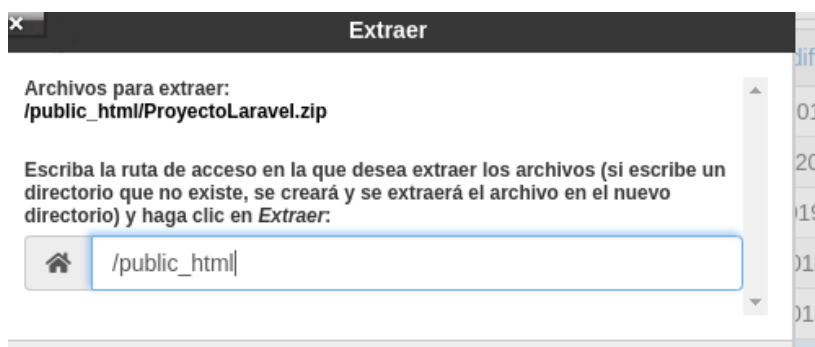 ×
Extraer
Archivos para extraer:
/public_html/ProyectoLaravel.zip
Escriba la ruta de acceso en la que desea extraer los archivos (si escribe un
directorio que no existe, se creará y se extraerá el archivo en el nuevo
directorio) y haga clic en Extraer:
/public_html